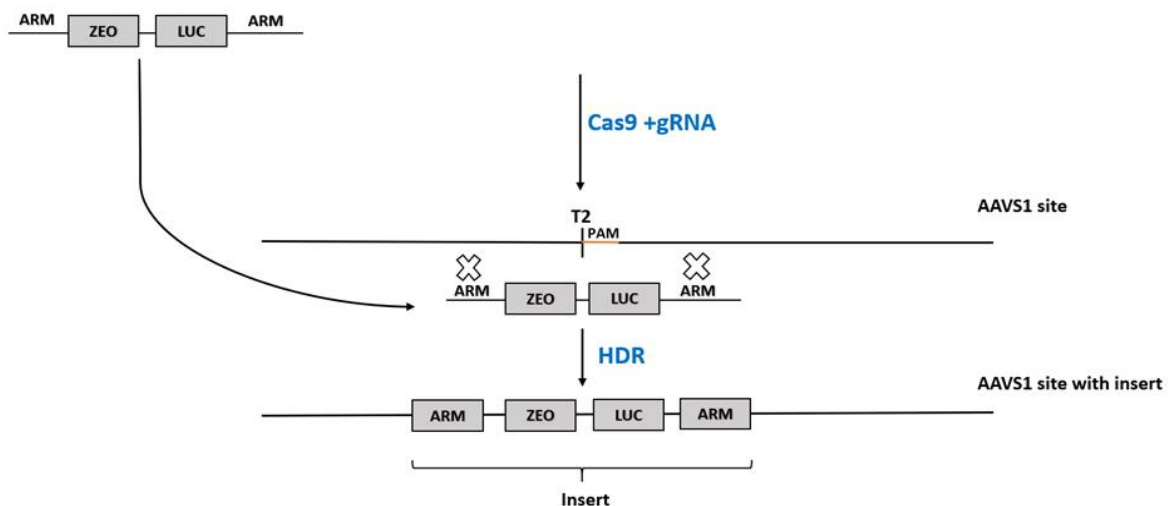 ARM ZEO LUC ARM
Cas9 +gRNA
AAVS1 site
T2
PAM
ARM ZEO LUC ARM
HDR
AAVS1 site with insert
ARM ZEO LUC ARM
Insert